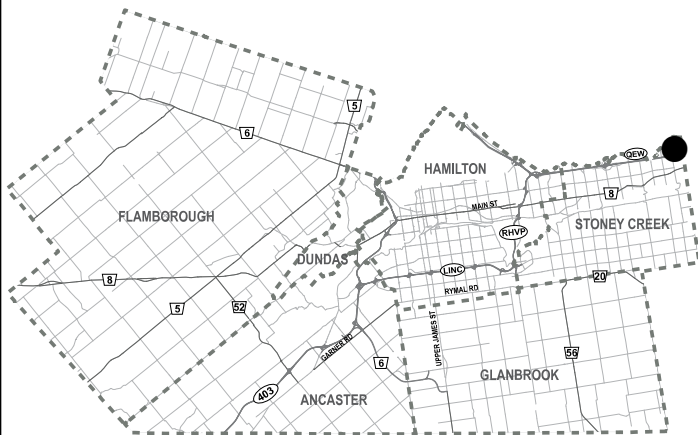 5
6
QEW
HAMILTON
8
MAIN ST
FLAMBOROUGH
STONEY CREEK
RHVP
DUNDAS
LINC
20
8
RYMAL RD
5
52
UPPER JAMES ST
GARNER RD
56
6
GLANBROOK
403
ANCASTER